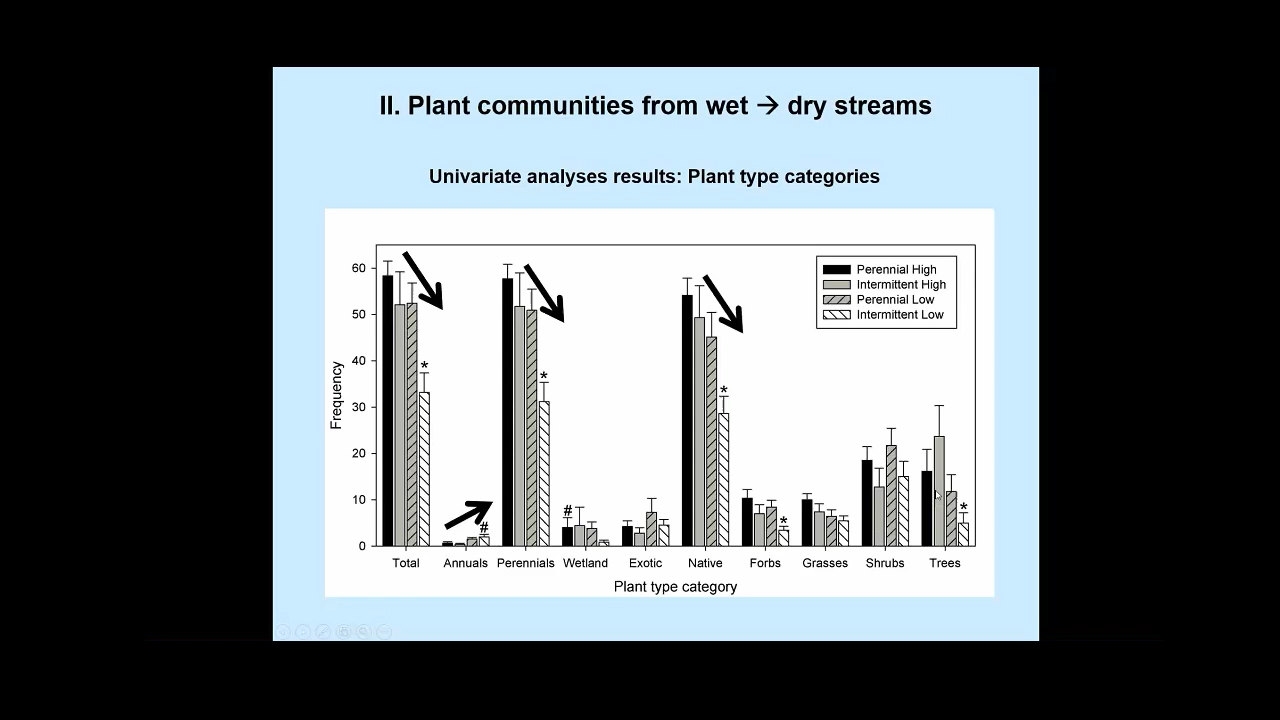 II. Plant communities from wet → dry streams
Univariate analyses results: Plant type categories
Perennial High
Intermittent High
Perennial Low
Intermittent Low
Frequency
60
50
40
30
20
10
0
*
#
*
#
*
*
*
Total Annuals Perennials Wetland Exotic Native Forbs Grasses Shrubs Trees
Plant type category